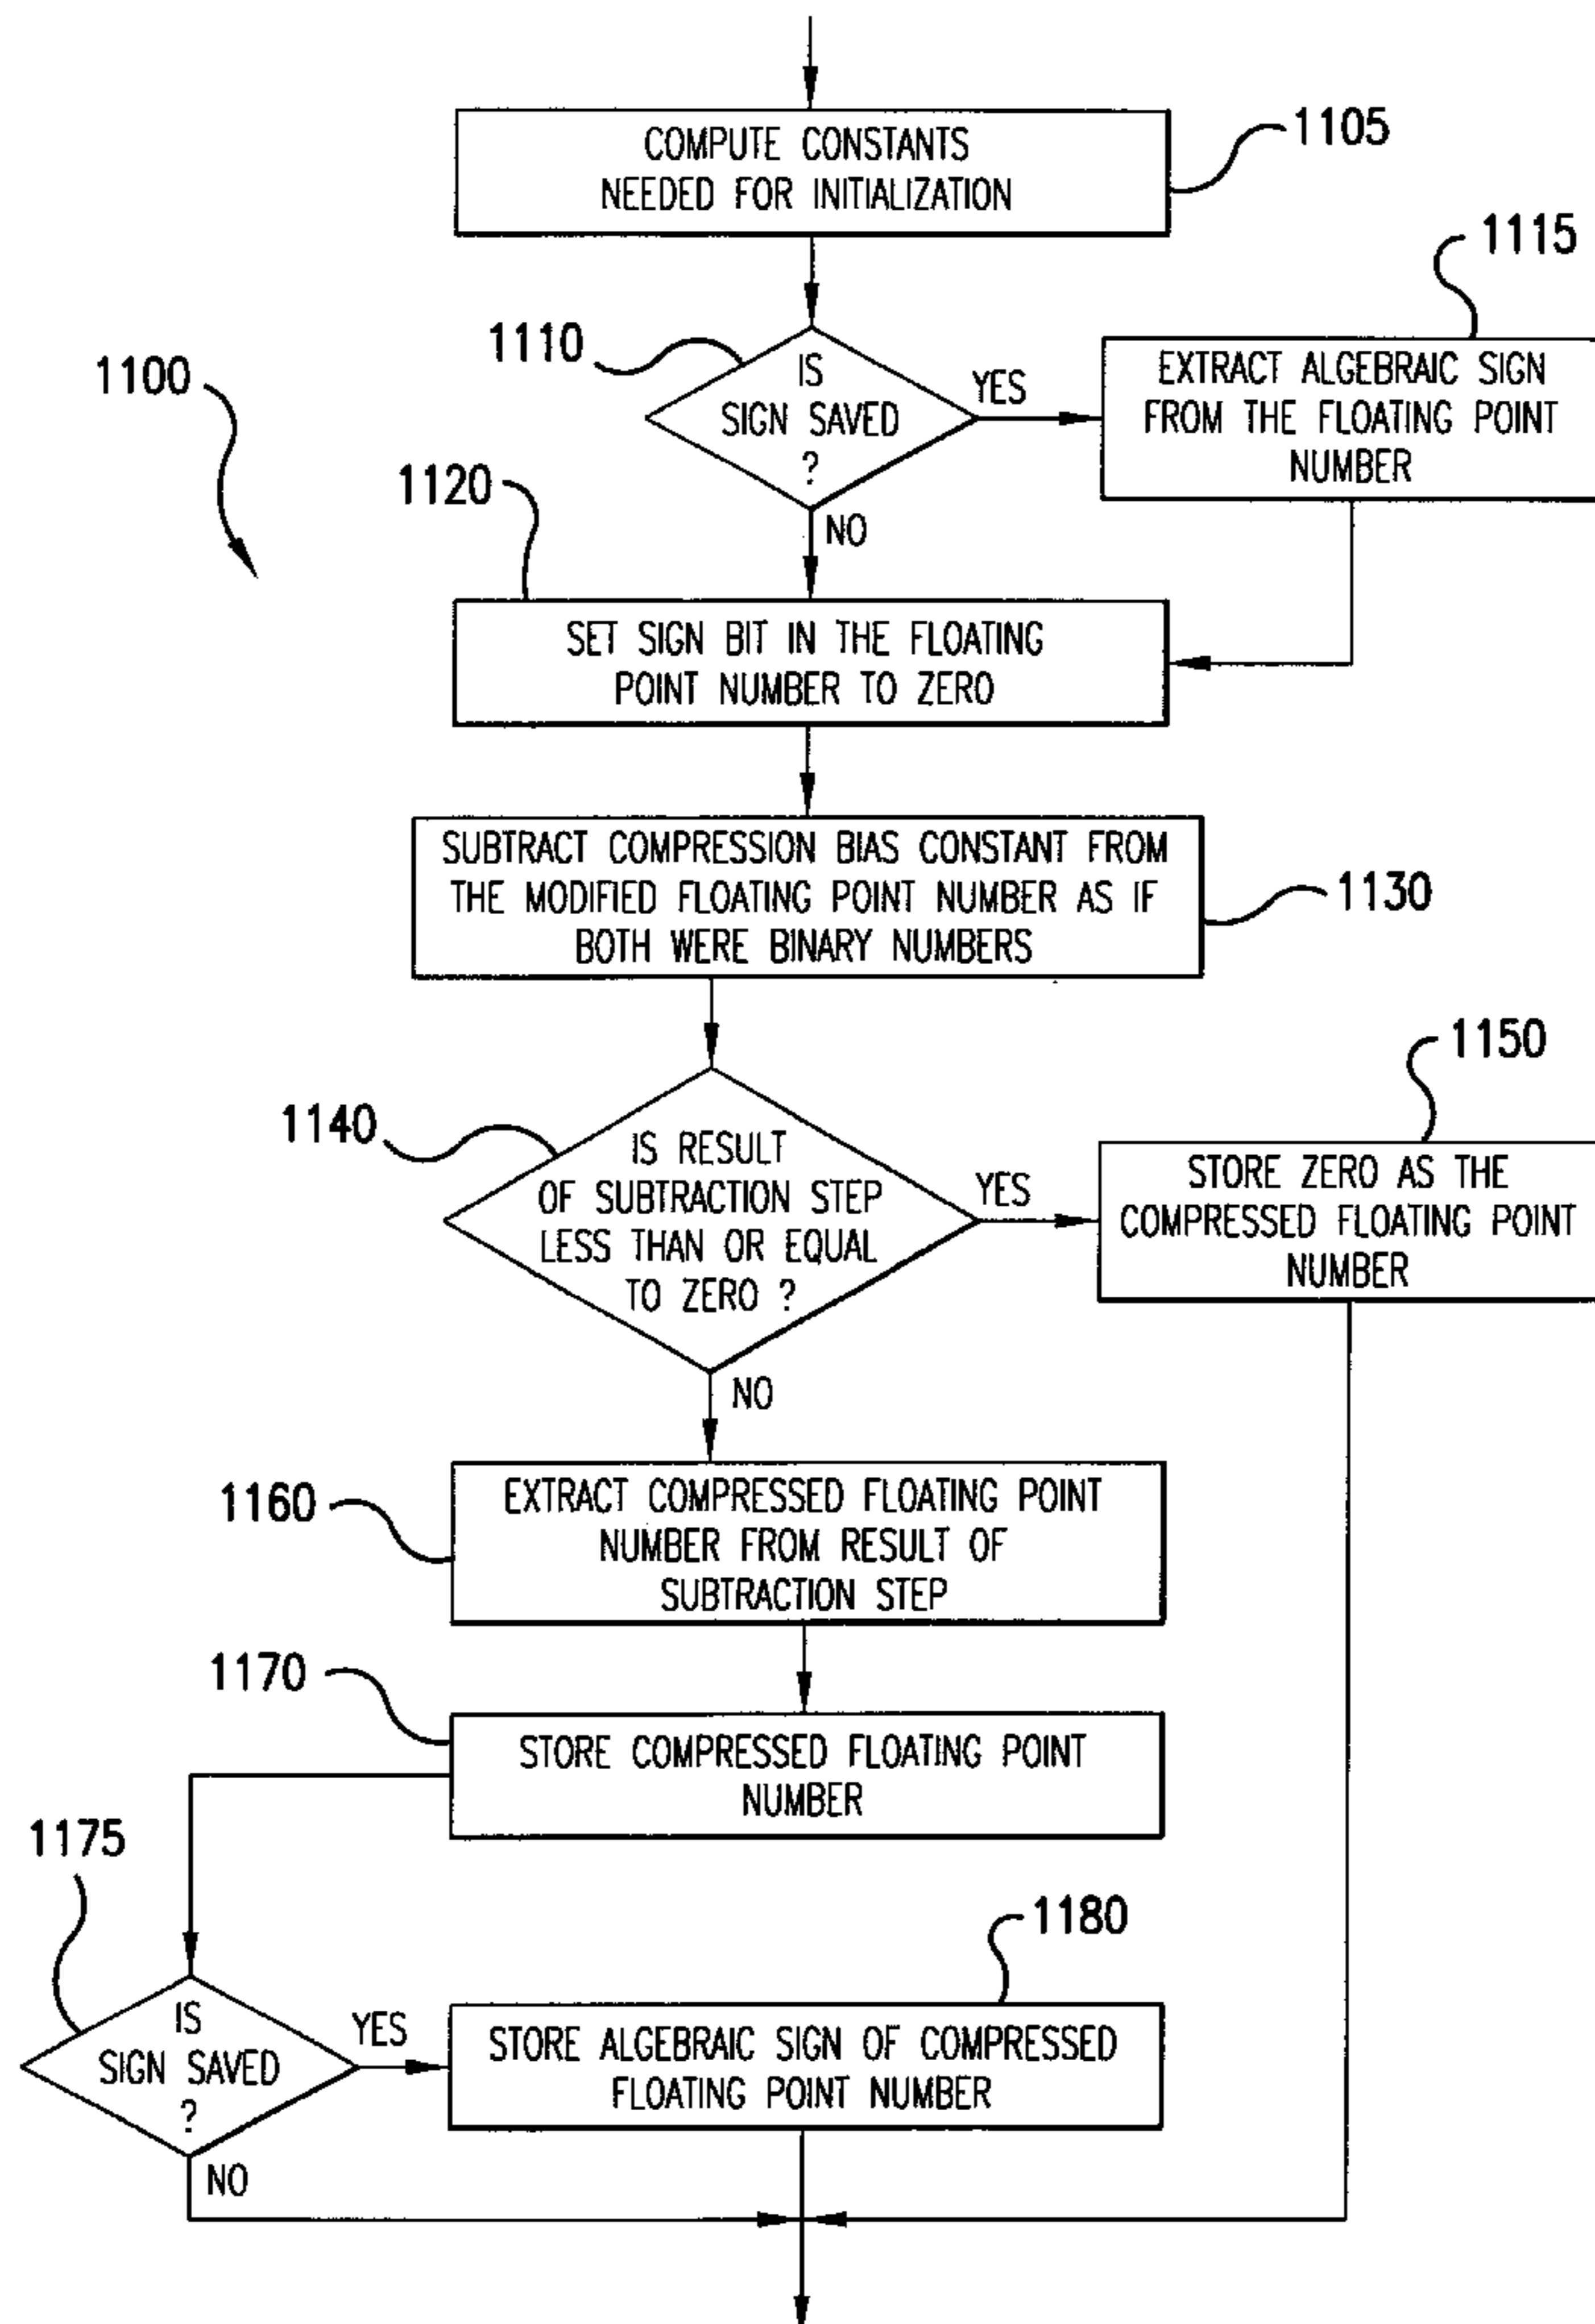 COMPUTE CONSTANTS
NEEDED FOR INITIALIZATION
1105
1115
1110
IS
SIGN SAVED
?
YES
EXTRACT ALGEBRAIC SIGN
FROM THE FLOATING POINT
NUMBER
1100
1120
NO
SET SIGN BIT IN THE FLOATING
POINT NUMBER TO ZERO
SUBTRACT COMPRESSION BIAS CONSTANT FROM
THE MODIFIED FLOATING POINT NUMBER AS IF
BOTH WERE BINARY NUMBERS
1130
1150
1140
IS RESULT
OF SUBTRACTION STEP
LESS THAN OR EQUAL
TO ZERO ?
YES
STORE ZERO AS THE
COMPRESSED FLOATING POINT
NUMBER
NO
1160
EXTRACT COMPRESSED FLOATING POINT
NUMBER FROM RESULT OF
SUBTRACTION STEP
1170
STORE COMPRESSED FLOATING POINT
NUMBER
1175
1180
IS
SIGN SAVED
?
YES
STORE ALGEBRAIC SIGN OF COMPRESSED
FLOATING POINT NUMBER
NO